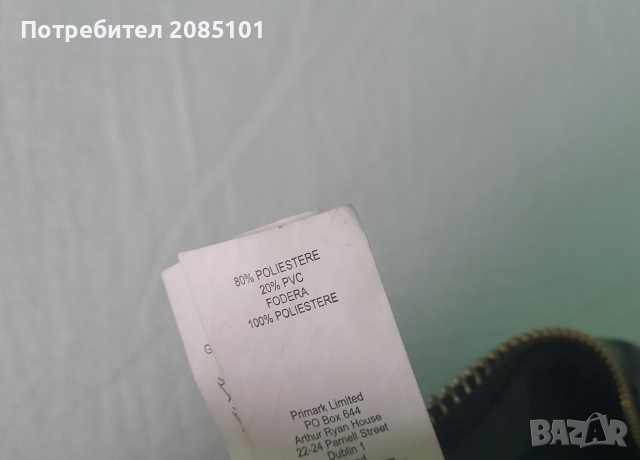 Потребител 2085101
80% POLIESTERE
20% PVC
FODERA
100% POLIESTERE
G
Primark Limited
PO Box 644
Arthur Ryan House
22-24 Parnell Street
Dublin 1
BAZAR